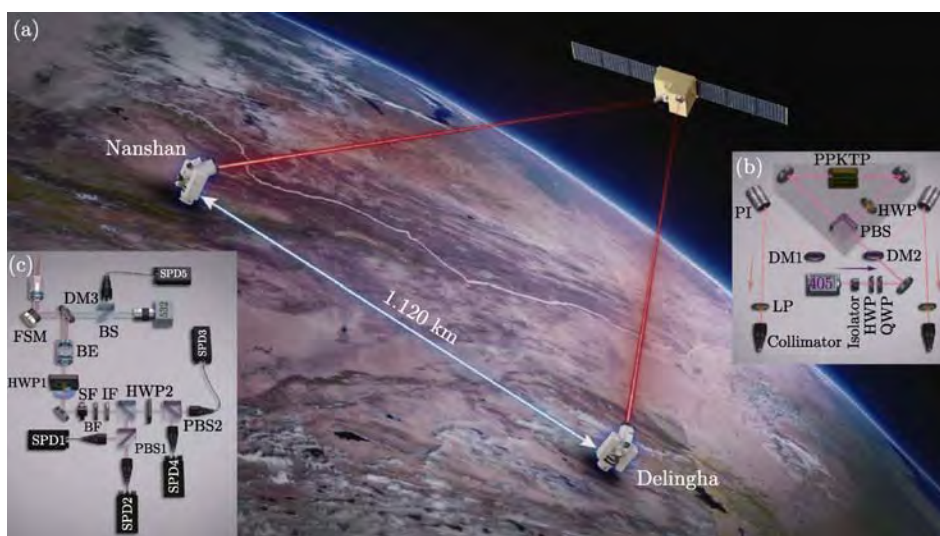 (a)
Nanshan
1.120 km
Delingha
(b)
PPKTP
PI
HWP
PBS
DM1
DM2
405
LP
Isolator
HWP
QWP
Collimator
(c)
SPD5
DM3
532
FSM
BS
BE
SPD3
HWP1
SF IF HWP2
BF
PBS2
SPD1
PBS1
SPD4
SPD2